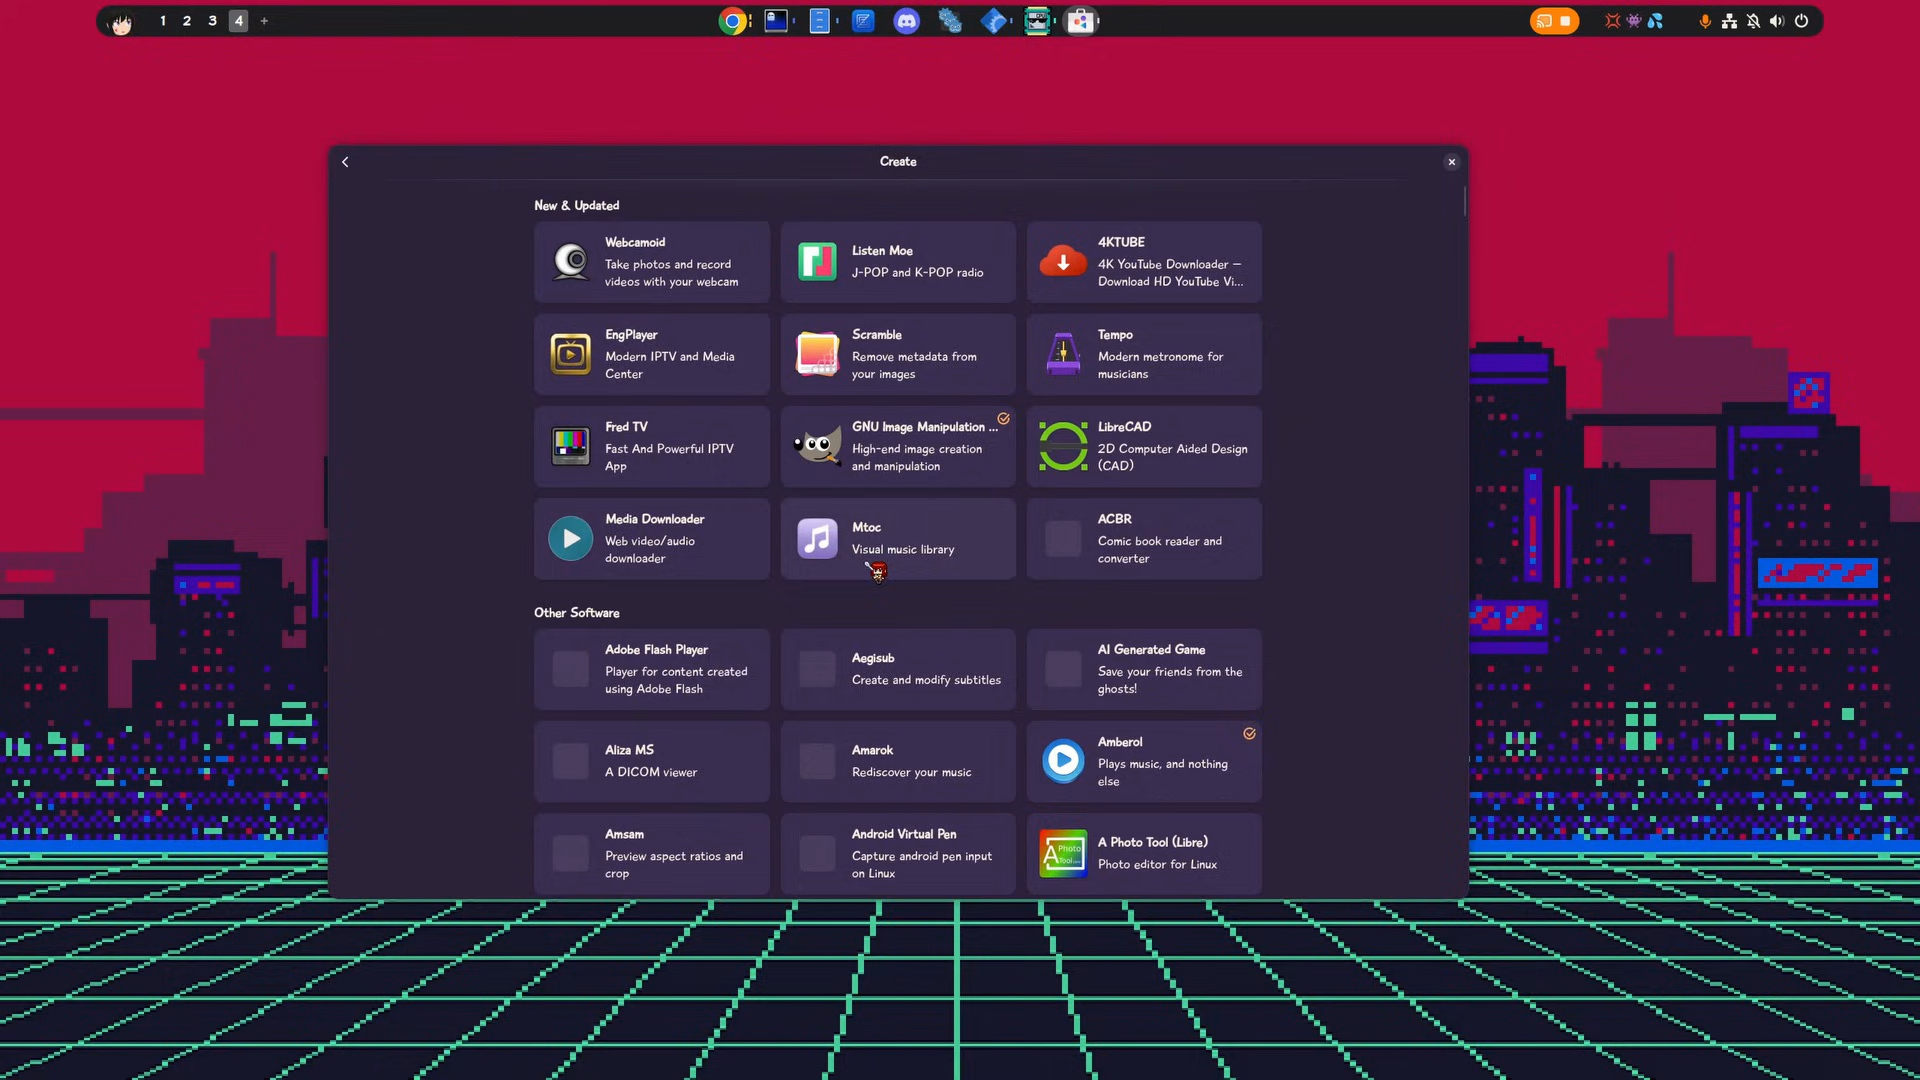 1 2 3 4 +
Create
New & Updated
Webcamoid
Take photos and record
videos with your webcam
Listen Moe
J-POP and K-POP radio
4KTUBE
4K YouTube Downloader —
Download HD YouTube Vi...
EngPlayer
Modern IPTV and Media
Center
Scramble
Remove metadata from
your images
Tempo
Modern metronome for
musicians
Fred TV
Fast And Powerful IPTV
App
GNU Image Manipulation ...
High-end image creation
and manipulation
LibreCAD
2D Computer Aided Design
(CAD)
Media Downloader
Web video/audio
downloader
Mtoc
Visual music library
ACBR
Comic book reader and
converter
Other Software
Adobe Flash Player
Player for content created
using Adobe Flash
Aegisub
Create and modify subtitles
AI Generated Game
Save your friends from the
ghosts!
Aliza MS
A DICOM viewer
Amarok
Rediscover your music
Amberol
Plays music, and nothing
else
Amsam
Preview aspect ratios and
crop
Android Virtual Pen
Capture android pen input
on Linux
A Photo Tool (Libre)
Photo editor for Linux